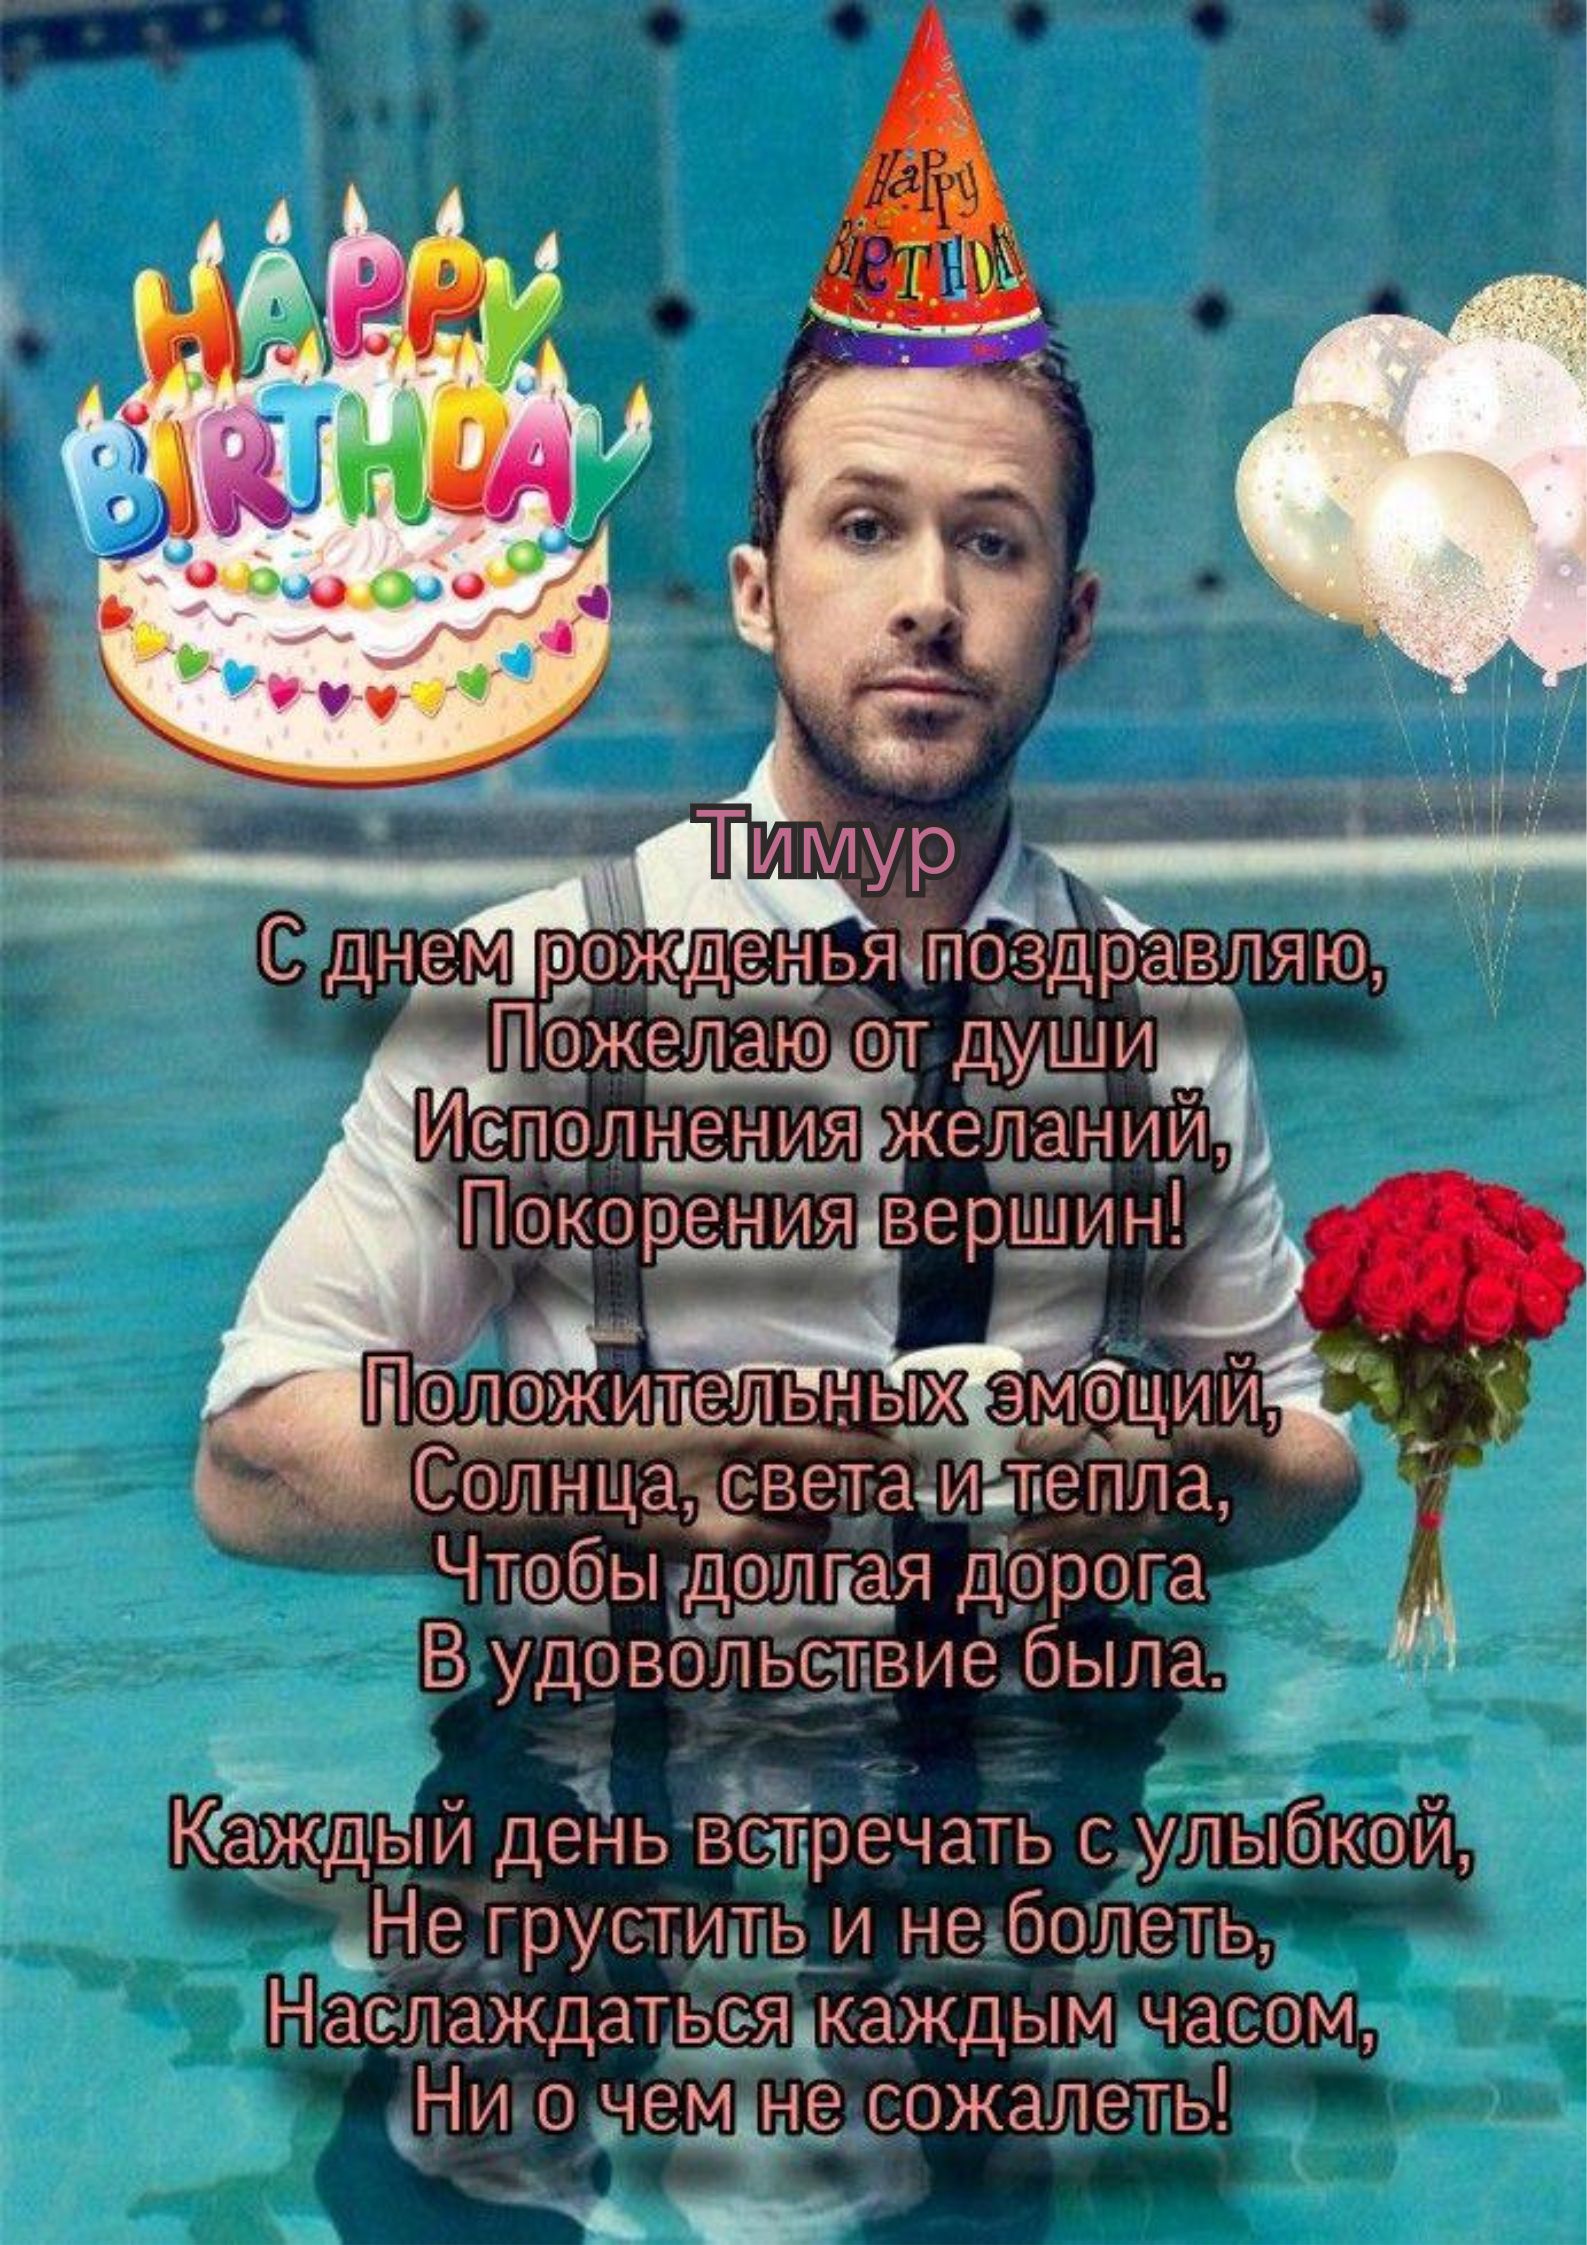 HAPPY
BIRTHDAY
Happy
BIRTHDAY
Тимур
С днем рожденья поздравляю,
Пожелаю от души
Исполнения желаний,
Покорения вершин!
Положительных эмоций,
Солнца, света и тепла,
Чтобы долгая дорога
В удовольствие была.
Каждый день встречать с улыбкой,
Не грустить и не болеть,
Наслаждаться каждым часом,
Ни о чем не сожалеть!